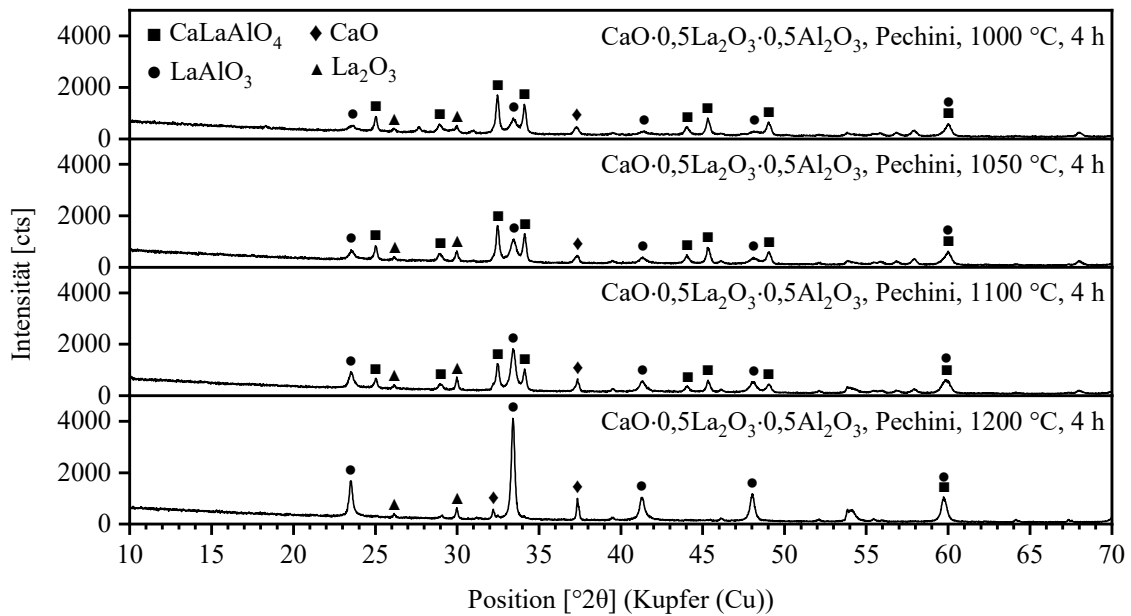 ■ CaLaAlO₄ ◆ CaO
● LaAlO₃ ▲ La₂O₃
CaO·0,5La₂O₃·0,5Al₂O₃, Pechini, 1000 °C, 4 h
4000
2000
0
CaO·0,5La₂O₃·0,5Al₂O₃, Pechini, 1050 °C, 4 h
4000
2000
0
CaO·0,5La₂O₃·0,5Al₂O₃, Pechini, 1100 °C, 4 h
4000
2000
0
CaO·0,5La₂O₃·0,5Al₂O₃, Pechini, 1200 °C, 4 h
4000
2000
0
Intensität [cts]
10 15 20 25 30 35 40 45 50 55 60 65 70
Position [°2θ] (Kupfer (Cu))